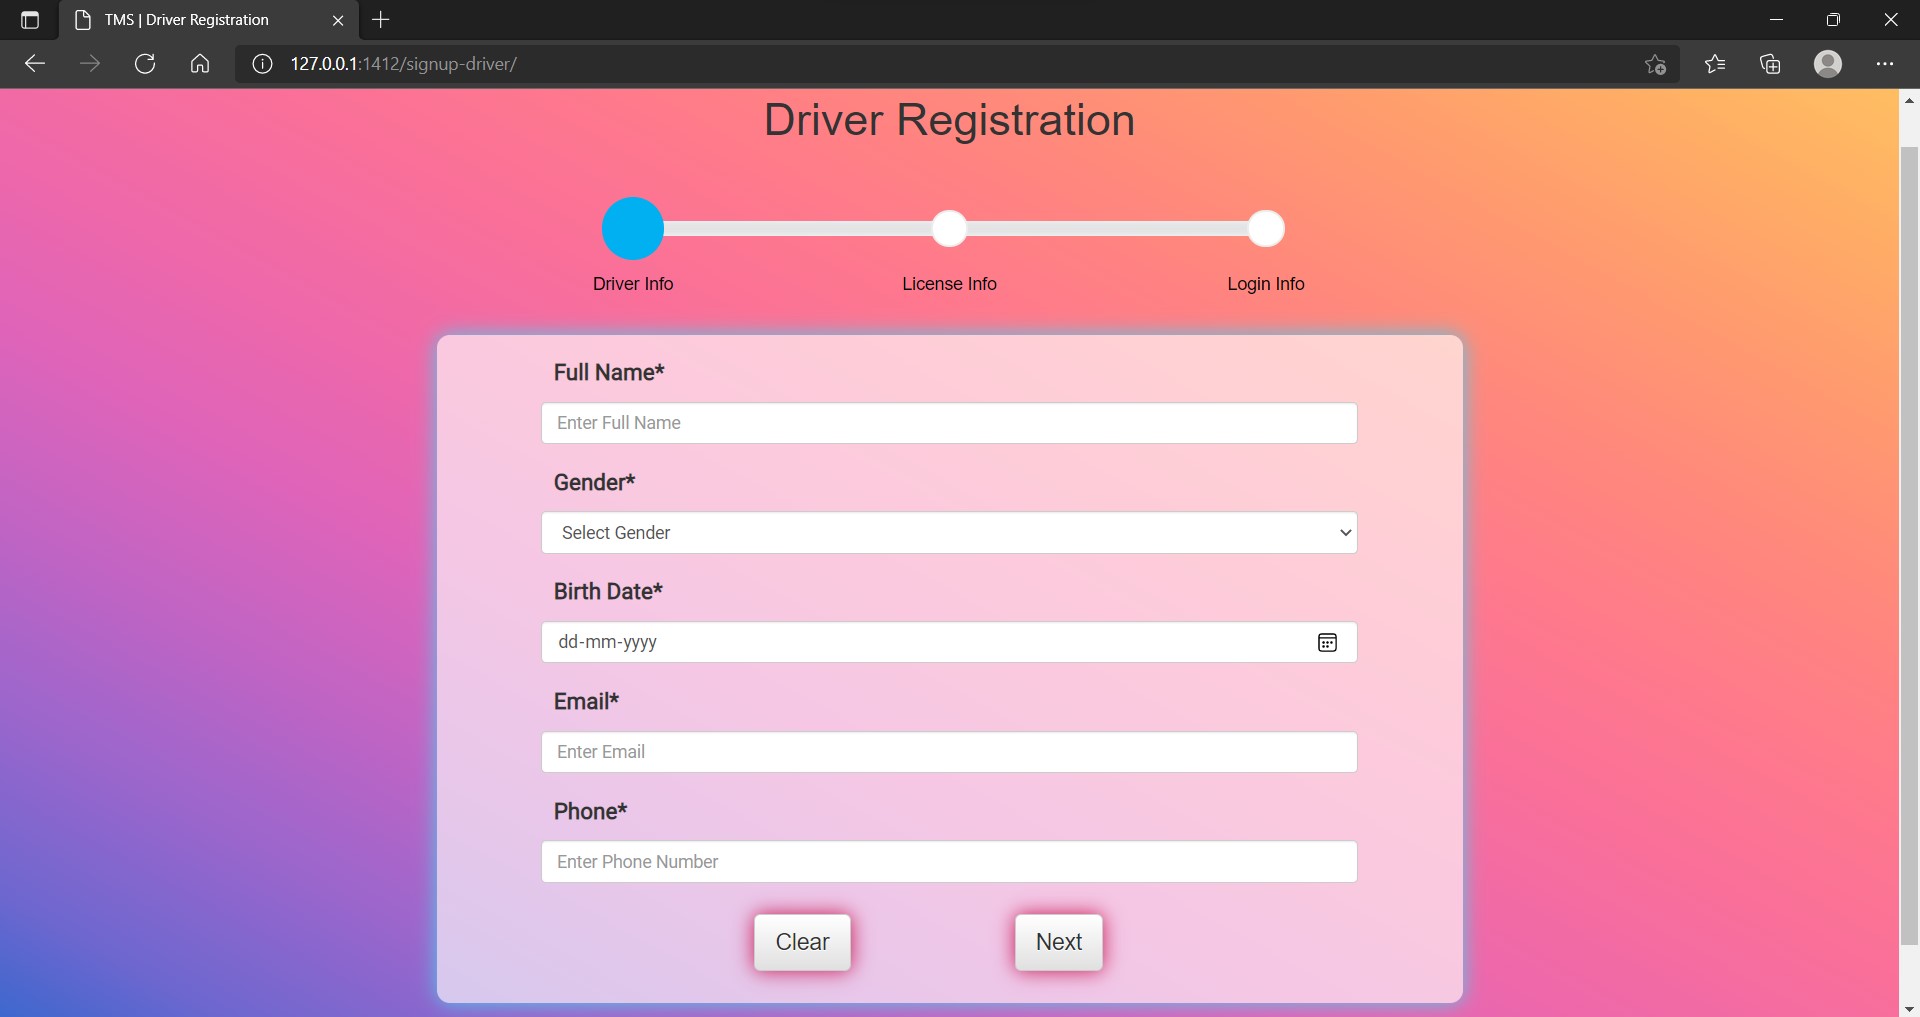 TMS | Driver Registration
127.0.0.1:1412/signup-driver/
Driver Registration
Driver Info
License Info
Login Info
Full Name*
Enter Full Name
Gender*
Select Gender
Birth Date*
dd-mm-yyyy
Email*
Enter Email
Phone*
Enter Phone Number
Clear
Next